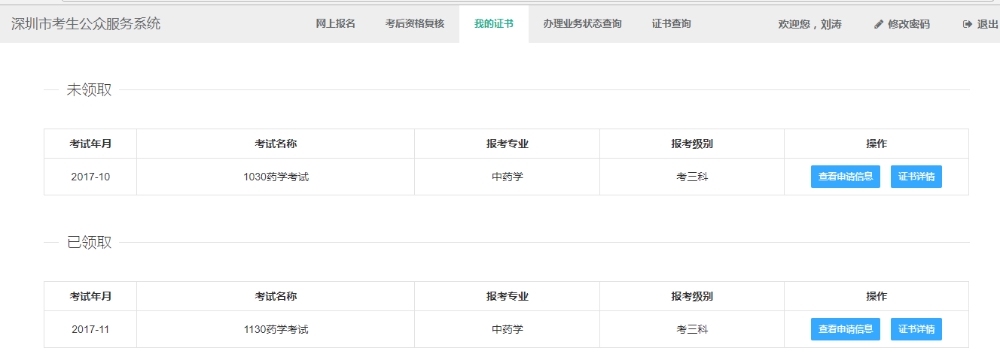 深圳市考生公众服务系统 网上报名 考后资格复核 我的证书 办理业务状态查询 证书查询 欢迎您，刘涛 修改密码 退出
未领取
考试年月 考试名称 报考专业 报考级别 操作
2017-10 1030药学考试 中药学 考三科 查看申请信息 证书详情
已领取
考试年月 考试名称 报考专业 报考级别 操作
2017-11 1130药学考试 中药学 考三科 查看申请信息 证书详情